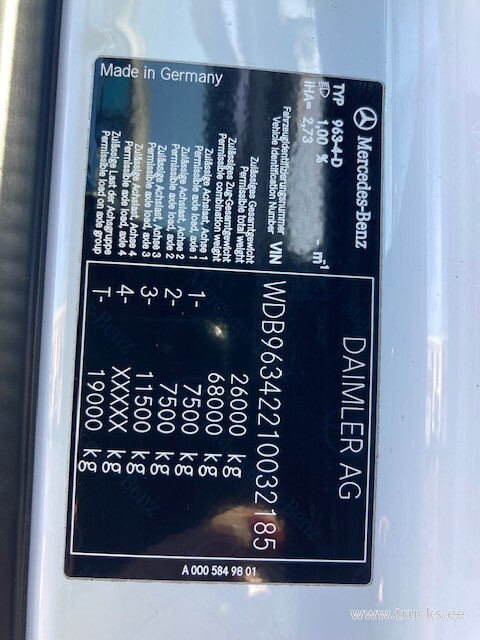 Mercedes-Benz
DAIMLER AG
TYP 963-4-D
1,00 % - m⁻¹
iHA= 2,73
Fahrzeugidentifizierungsnummer
Vehicle Identification Number VIN WDB96342210032185
Zulässiges Gesamtgewicht
Permissible total weight 26000 kg
Zulässiges Zug-Gesamtgewicht
Permissible combination weight 68000 kg
Zulässige Achslast, Achse 1
Permissible axle load, axle 1 1- 7500 kg
Zulässige Achslast, Achse 2
Permissible axle load, axle 2 2- 7500 kg
Zulässige Achslast, Achse 3
Permissible axle load, axle 3 3- 11500 kg
Zulässige Achslast, Achse 4
Permissible axle load, axle 4 4- XXXXX kg
Zulässige Last der Achsgruppe
Permissible load on axle group T- 19000 kg
Made in Germany
A 000 584 98 01
www.trucks.ee